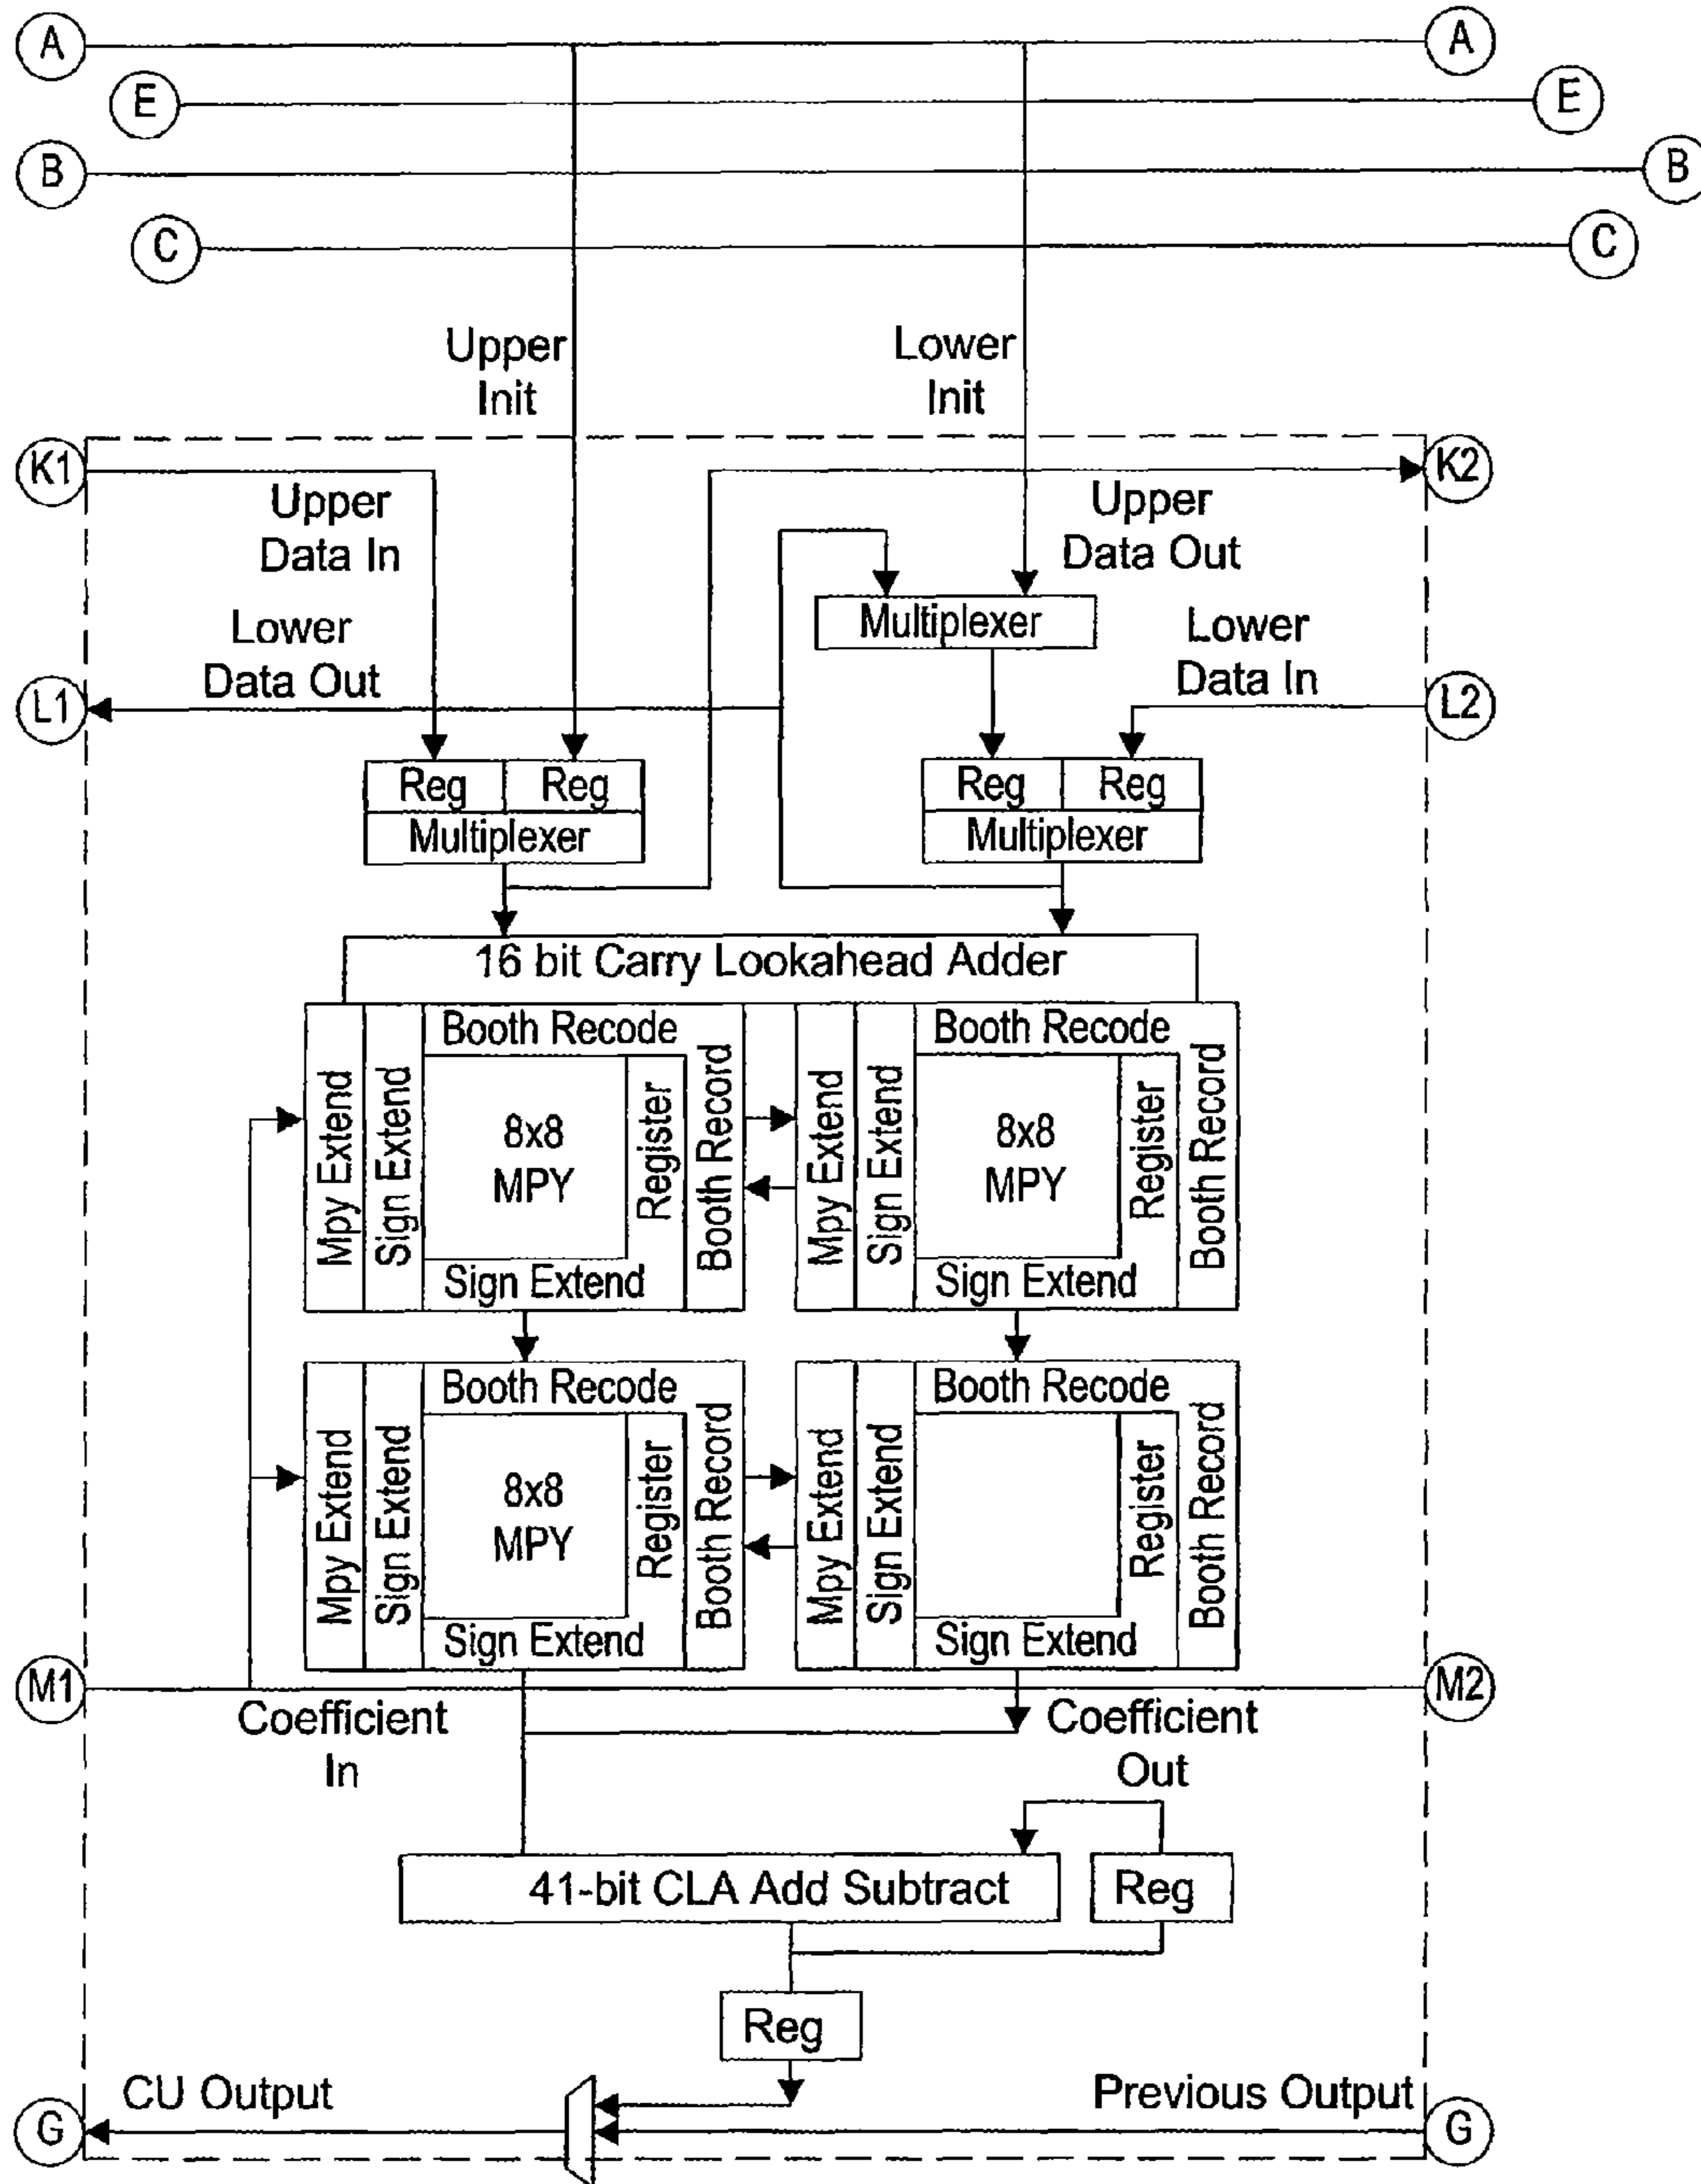 A
A
E
E
B
B
C
C
Upper
Init
Lower
Init
K1
K2
Upper
Data In
Upper
Data Out
Multiplexer
Lower
Data Out
Lower
Data In
L1
L2
Reg
Reg
Multiplexer
Reg
Reg
Multiplexer
16 bit Carry Lookahead Adder
Mpy Extend
Sign Extend
Booth Recode
8x8
MPY
Register
Booth Record
Sign Extend
Mpy Extend
Sign Extend
Booth Recode
8x8
MPY
Register
Booth Record
Sign Extend
Mpy Extend
Sign Extend
Booth Recode
8x8
MPY
Register
Booth Record
Sign Extend
Mpy Extend
Sign Extend
Booth Recode
Register
Booth Record
Sign Extend
M1
M2
Coefficient
In
Coefficient
Out
41-bit CLA Add Subtract
Reg
Reg
CU Output
Previous Output
G
G